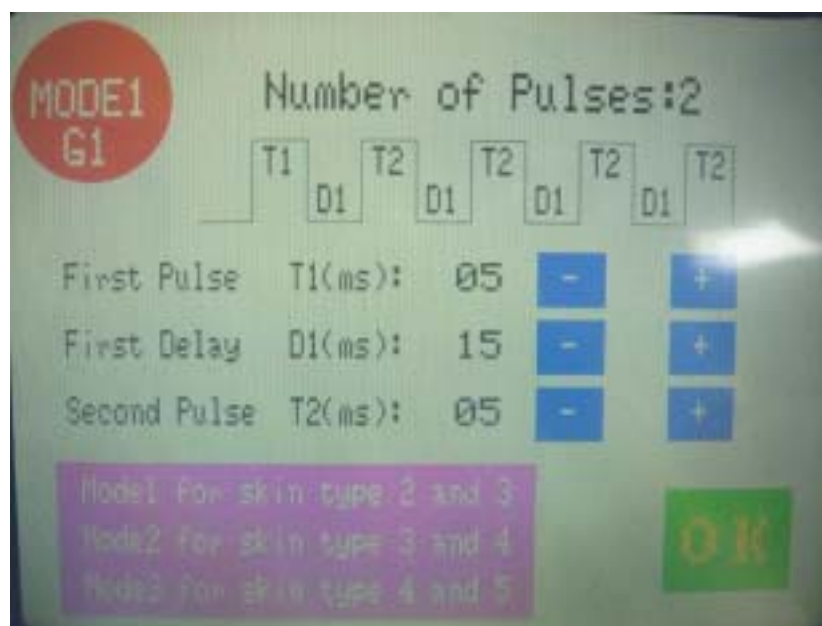 MODE1
G1
Number of Pulses:2
T1 T2 T2 T2 T2
D1 D1 D1 D1
First Pulse T1(ms): 05 - +
First Delay D1(ms): 15 - +
Second Pulse T2(ms): 05 - +
Mode1 for skin type 2 and 3
Mode2 for skin type 3 and 4
Mode3 for skin type 4 and 5
OK